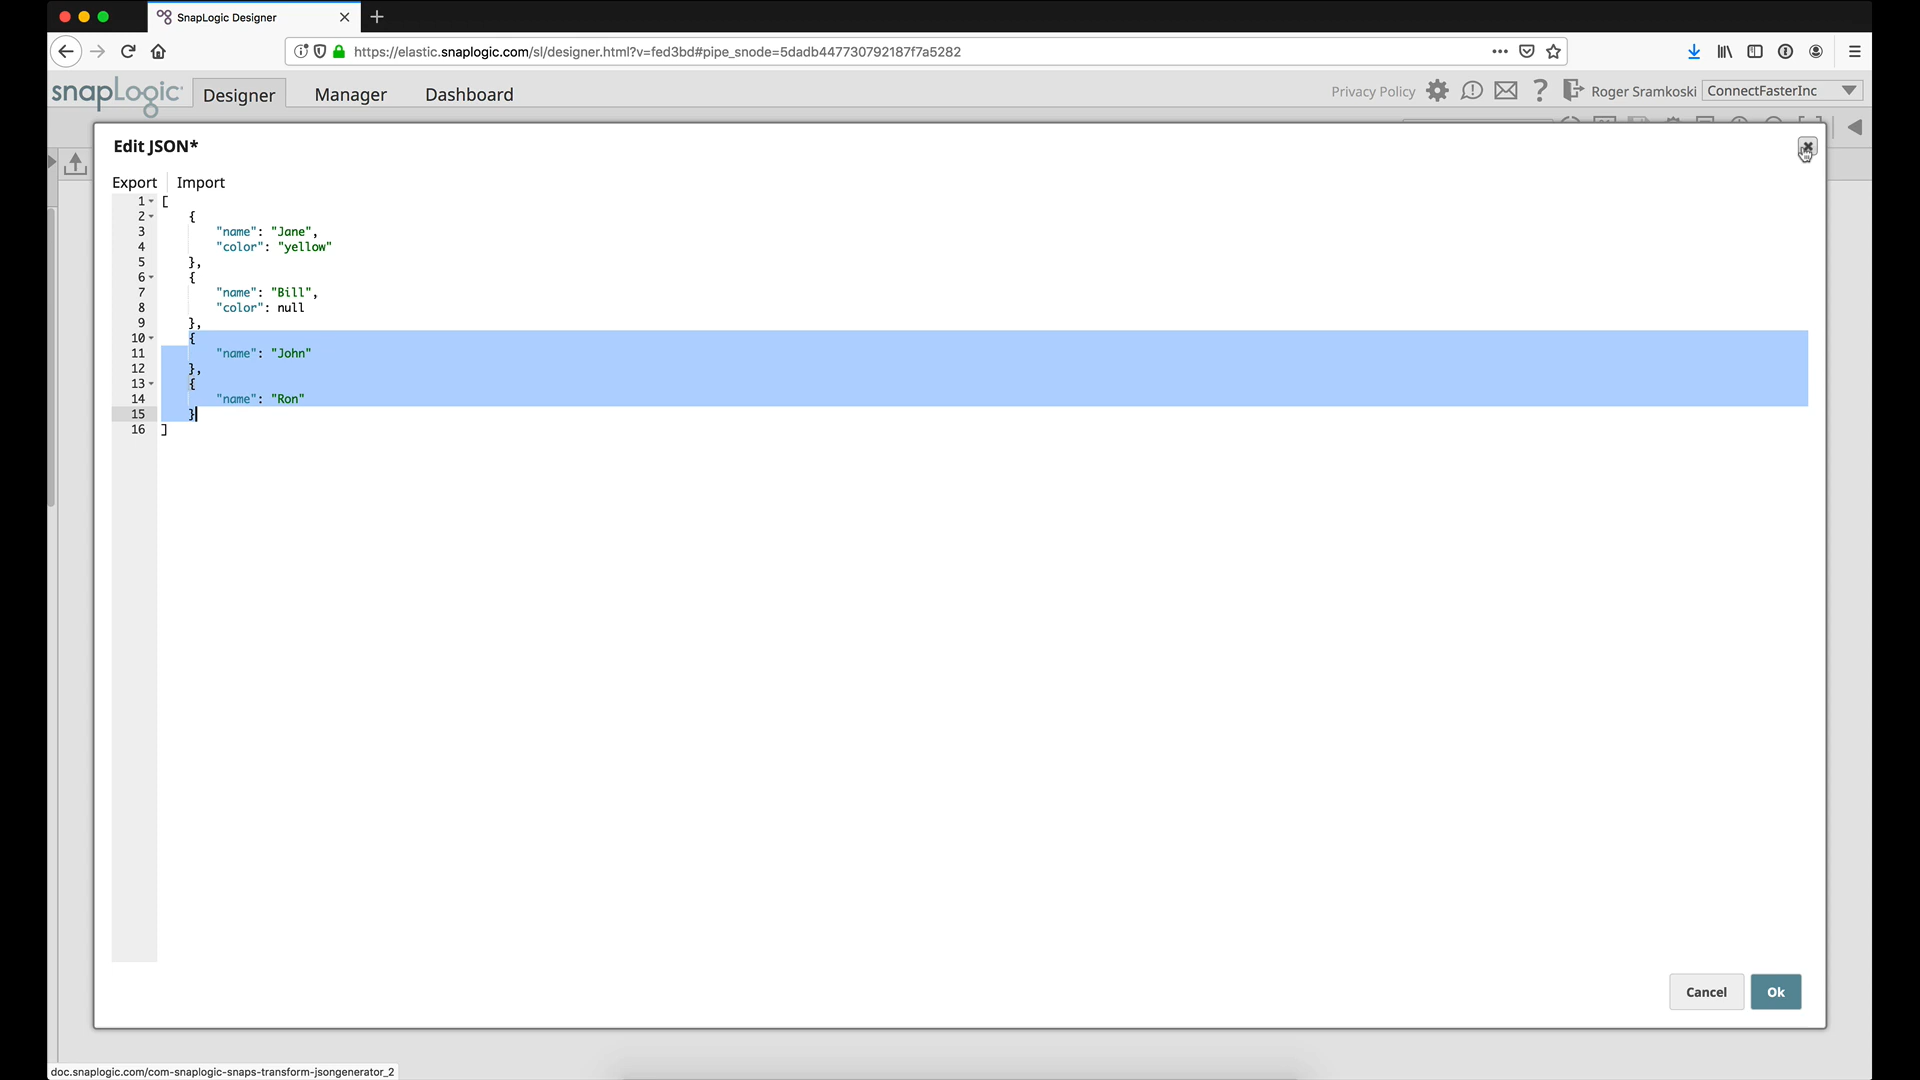 SnapLogic Designer
https://elastic.snaplogic.com/sl/designer.html?v=fed3bd#pipe_snode=5dadb447730792187f7a5282
snapLogic Designer Manager Dashboard Privacy Policy Roger Sramkoski ConnectFasterInc
Edit JSON*
Export Import
1 [
2 {
3 "name": "Jane",
4 "color": "yellow"
5 },
6 {
7 "name": "Bill",
8 "color": null
9 },
10 {
11 "name": "John"
12 },
13 {
14 "name": "Ron"
15 }
16 ]
Cancel Ok
doc.snaplogic.com/com-snaplogic-snaps-transform-jsongenerator_2